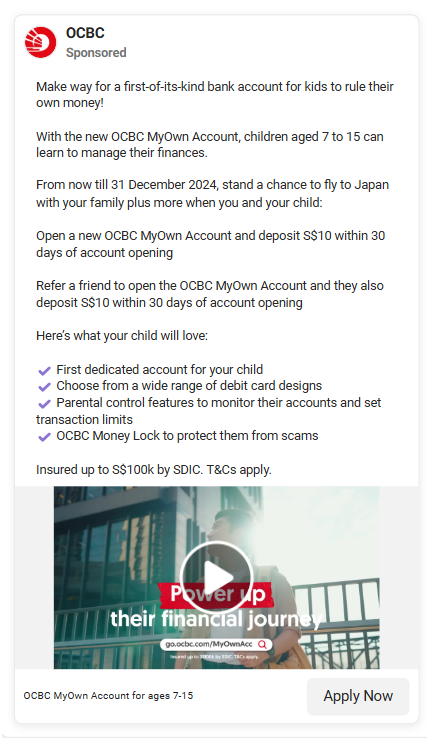 OCBC
Sponsored
Make way for a first-of-its-kind bank account for kids to rule their
own money!
With the new OCBC MyOwn Account, children aged 7 to 15 can
learn to manage their finances.
From now till 31 December 2024, stand a chance to fly to Japan
with your family plus more when you and your child:
Open a new OCBC MyOwn Account and deposit S$10 within 30
days of account opening
Refer a friend to open the OCBC MyOwn Account and they also
deposit S$10 within 30 days of account opening
Here's what your child will love:
First dedicated account for your child
Choose from a wide range of debit card designs
Parental control features to monitor their accounts and set
transaction limits
OCBC Money Lock to protect them from scams
Insured up to S$100k by SDIC. T&Cs apply.
Power up
their financial journey
go.ocbc.com/MyOwnAcc
Insured up to S$100k by SDIC. T&Cs apply.
OCBC MyOwn Account for ages 7-15
Apply Now